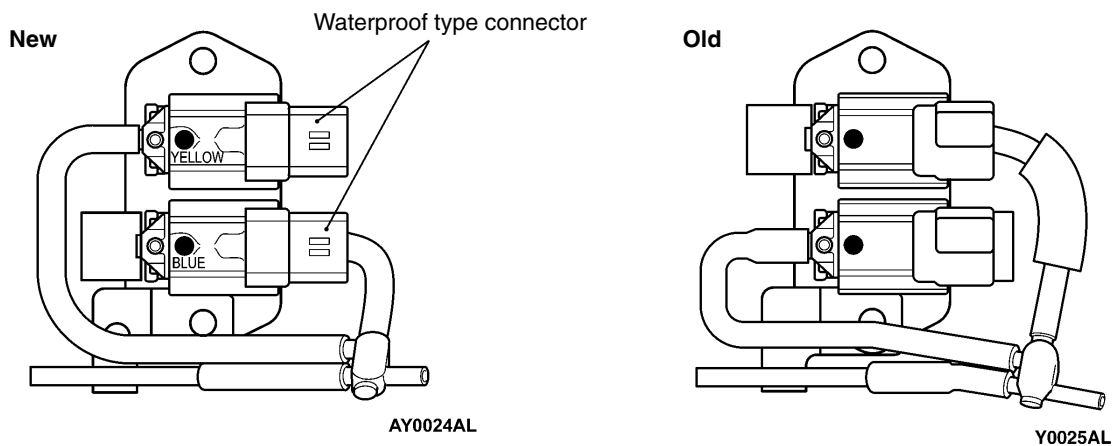 New
Waterproof type connector
Old
YELLOW
BLUE
AY0024AL
Y0025AL